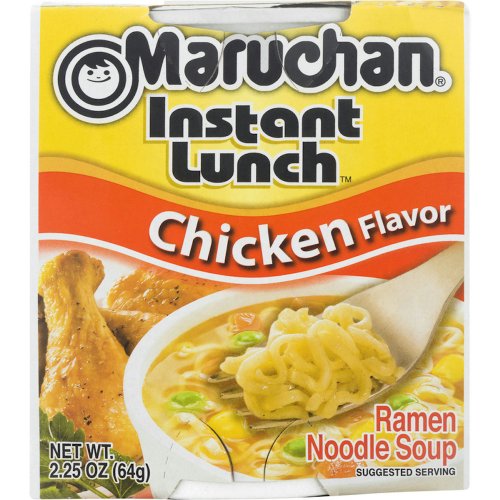 Maruchan®
Instant
Lunch™
Chicken Flavor
Ramen
Noodle Soup
SUGGESTED SERVING
NET WT.
2.25 OZ (64g)